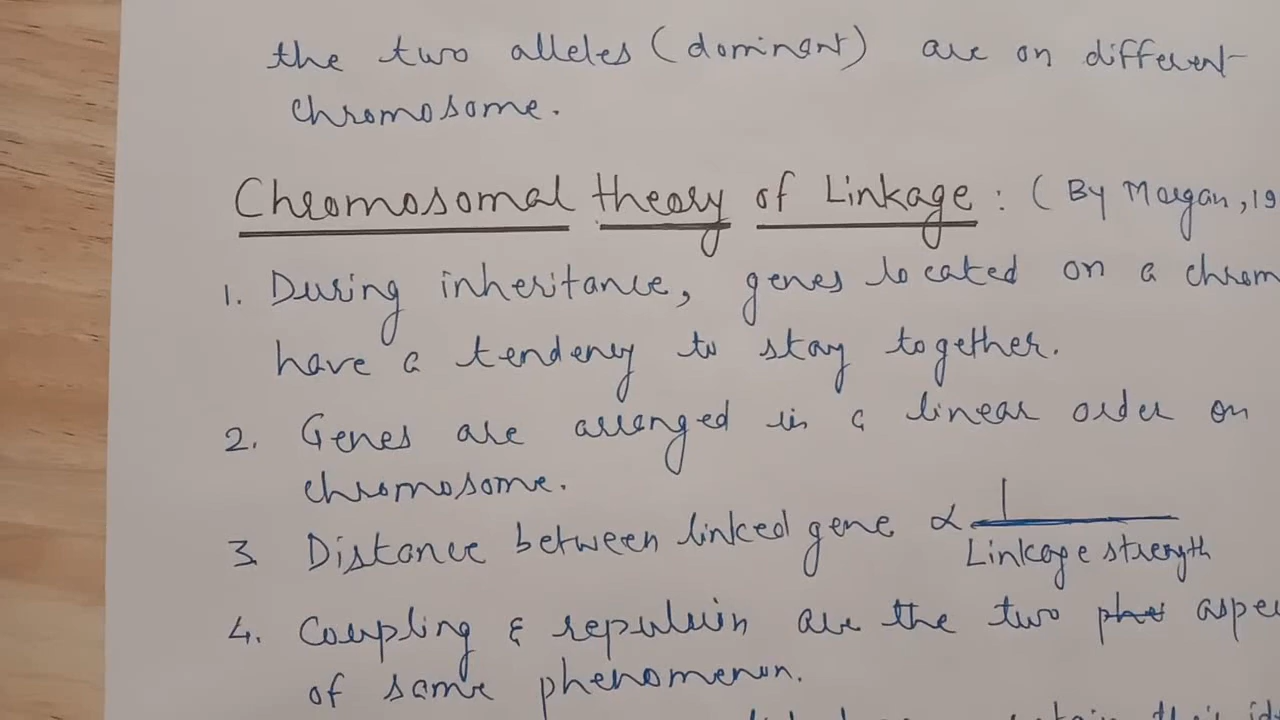 the two alleles (dominant) are on different
chromosome.
Chromosomal theory of Linkage : ( By Morgan, 19
1. During inheritance, genes located on a chrom
have a tendency to stay together.
2. Genes are arranged in a linear order on
chromosome.
3. Distance between linked gene ∝ 1
Linkage strength
4. Coupling & repulsion are the two aspe
of same phenomenon.